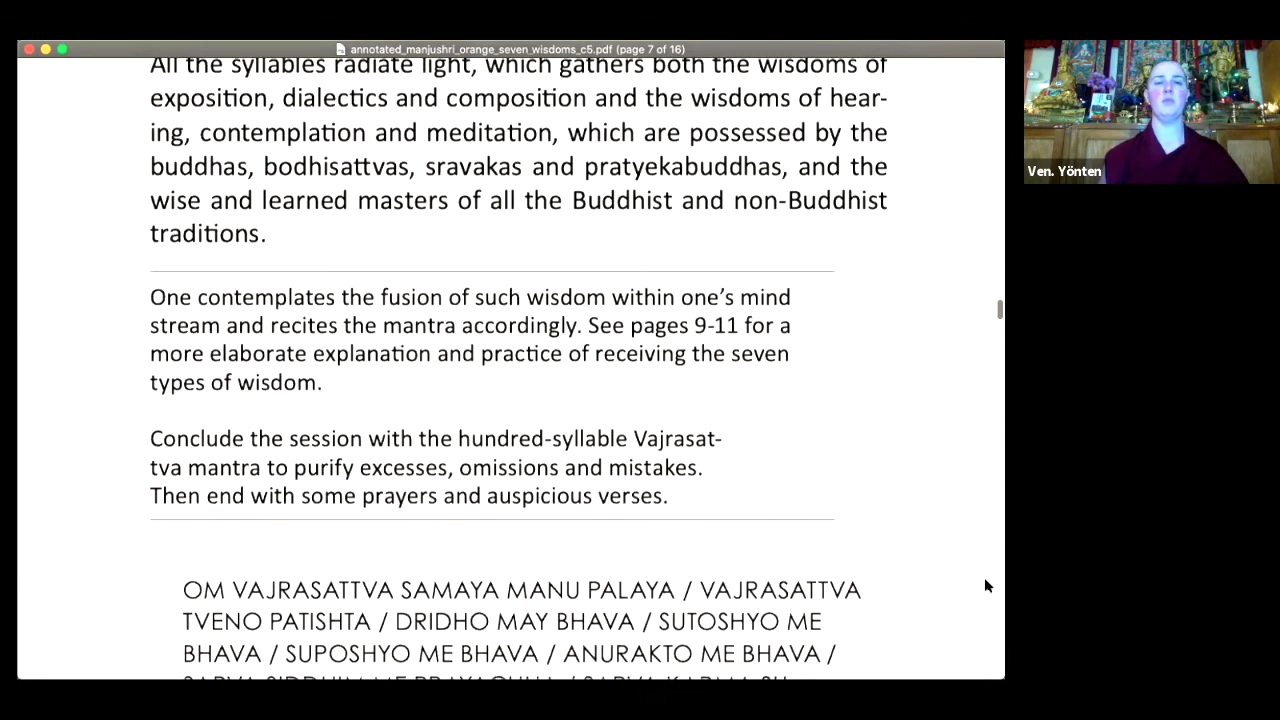 annotated_manjushri_orange_seven_wisdoms_c5.pdf (page 7 of 16)
All the syllables radiate light, which gathers both the wisdoms of
exposition, dialectics and composition and the wisdoms of hear-
ing, contemplation and meditation, which are possessed by the
buddhas, bodhisattvas, sravakas and pratyekabuddhas, and the
wise and learned masters of all the Buddhist and non-Buddhist
traditions.
One contemplates the fusion of such wisdom within one's mind
stream and recites the mantra accordingly. See pages 9-11 for a
more elaborate explanation and practice of receiving the seven
types of wisdom.
Conclude the session with the hundred-syllable Vajrasat-
tva mantra to purify excesses, omissions and mistakes.
Then end with some prayers and auspicious verses.
OM VAJRASATTVA SAMAYA MANU PALAYA / VAJRASATTVA
TVENO PATISHTA / DRIDHO MAY BHAVA / SUTOSHYO ME
BHAVA / SUPOSHYO ME BHAVA / ANURAKTO ME BHAVA /
Ven. Yönten